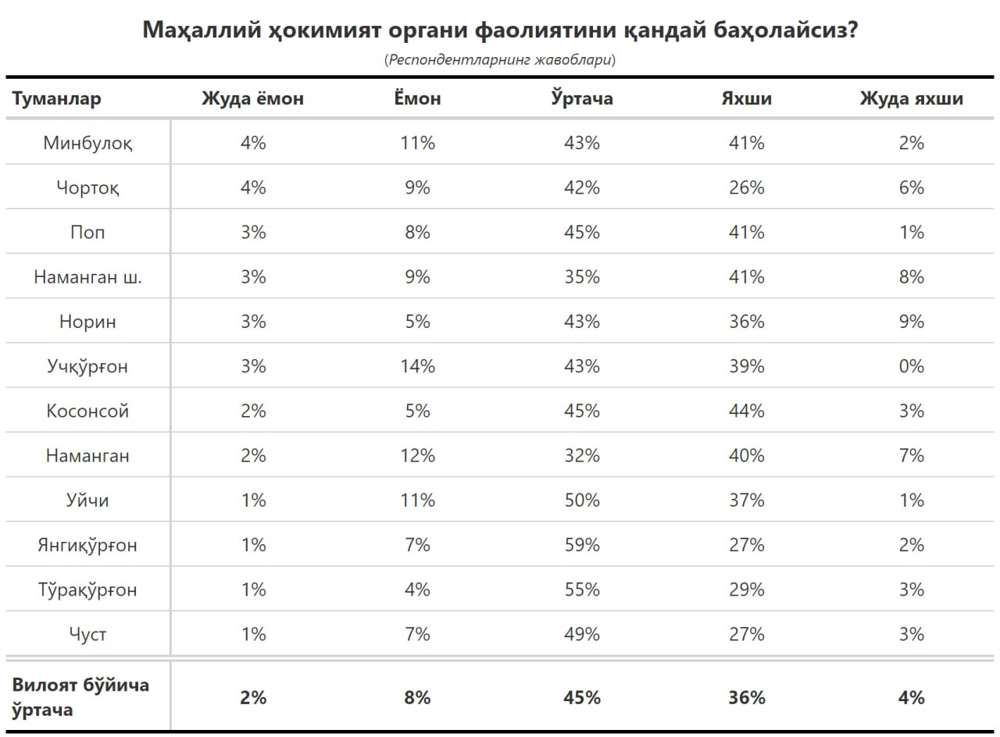 Маҳаллий ҳокимият органи фаолиятини қандай баҳолайсиз?
(Респондентларнинг жавоблари)
Туманлар Жуда ёмон Ёмон Ўртача Яхши Жуда яхши
Минбулоқ 4% 11% 43% 41% 2%
Чортоқ 4% 9% 42% 26% 6%
Поп 3% 8% 45% 41% 1%
Наманган ш. 3% 9% 35% 41% 8%
Норин 3% 5% 43% 36% 9%
Учқўрғон 3% 14% 43% 39% 0%
Косонсой 2% 5% 45% 44% 3%
Наманган 2% 12% 32% 40% 7%
Уйчи 1% 11% 50% 37% 1%
Янгиқўрғон 1% 7% 59% 27% 2%
Тўрақўрғон 1% 4% 55% 29% 3%
Чуст 1% 7% 49% 27% 3%
Вилоят бўйича
ўртача 2% 8% 45% 36% 4%